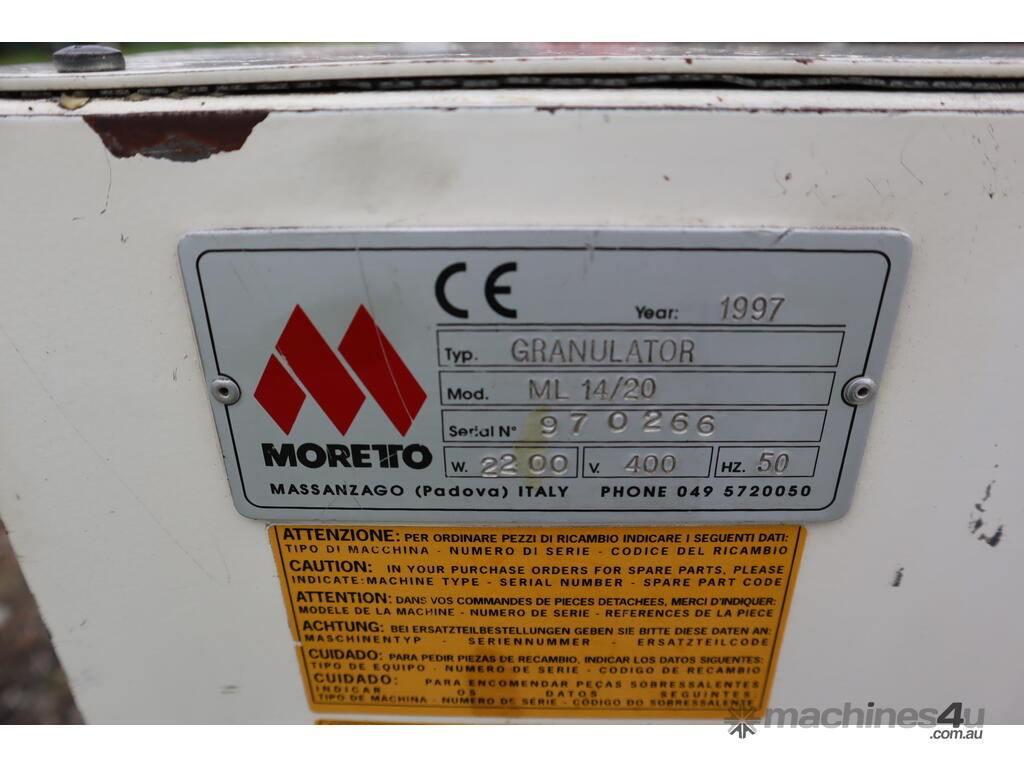 CE
Year: 1997
Typ. GRANULATOR
Mod. ML 14/20
Serial N° 970266
W. 2200 V. 400 HZ. 50
MORETTO
MASSANZAGO (Padova) ITALY PHONE 049 5720050
ATTENZIONE: PER ORDINARE PEZZI DI RICAMBIO INDICARE I SEGUENTI DATI:
TIPO DI MACCHINA - NUMERO DI SERIE - CODICE DEL RICAMBIO
CAUTION: IN YOUR PURCHASE ORDERS FOR SPARE PARTS, PLEASE
INDICATE: MACHINE TYPE - SERIAL NUMBER - SPARE PART CODE
ATTENTION: DANS VOS COMMANDES DE PIECES DETACHEES, MERCI D'INDIQUER:
MODELE DE LA MACHINE - NUMERO DE SERIE - REFERENCES DE LA PIECE
ACHTUNG: BEI ERSATZTEILBESTELLUNGEN GEBEN SIE BITTE DIESE DATEN AN:
MASCHINENTYP - SERIENNUMMER - ERSATZTEILCODE
CUIDADO: PARA PEDIR PIEZAS DE RECAMBIO, INDICAR LOS DATOS SIGUENTES:
TIPO DE EQUIPO - NUMERO DE SERIE - CODIGO DE RECAMBIO
CUIDADO: PARA ENCOMENDAR PEÇAS SOBRESSALENTES
INDICAR OS DATOS SEGUINTES:
TIPO DE MACHINA - NUMERO DE SERIE - CÓDIGO DO SOBRESSALENTE
machines4u
.com.au